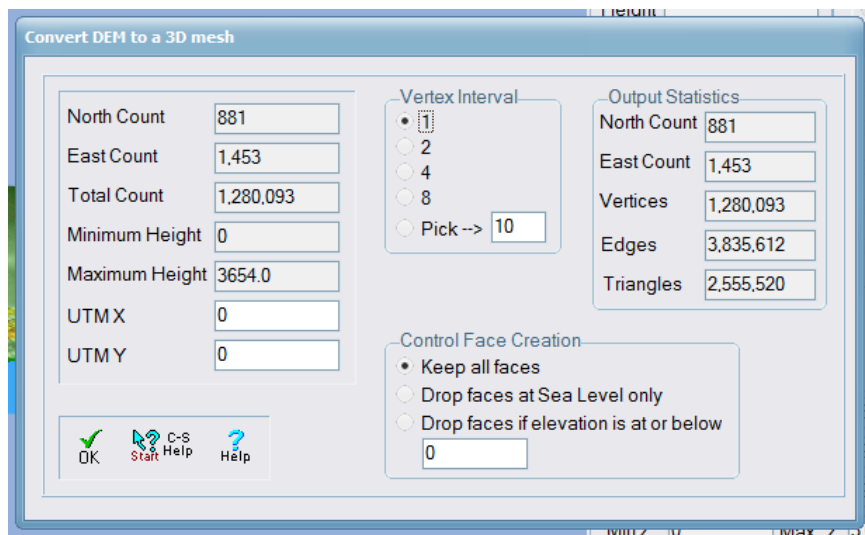 Height
Convert DEM to a 3D mesh
North Count 881
East Count 1,453
Total Count 1,280,093
Minimum Height 0
Maximum Height 3654.0
UTM X 0
UTM Y 0
OK
Start
C-S
Help
Help
Vertex Interval
1
2
4
8
Pick --> 10
Control Face Creation
Keep all faces
Drop faces at Sea Level only
Drop faces if elevation is at or below
0
Output Statistics
North Count 881
East Count 1,453
Vertices 1,280,093
Edges 3,835,612
Triangles 2,555,520